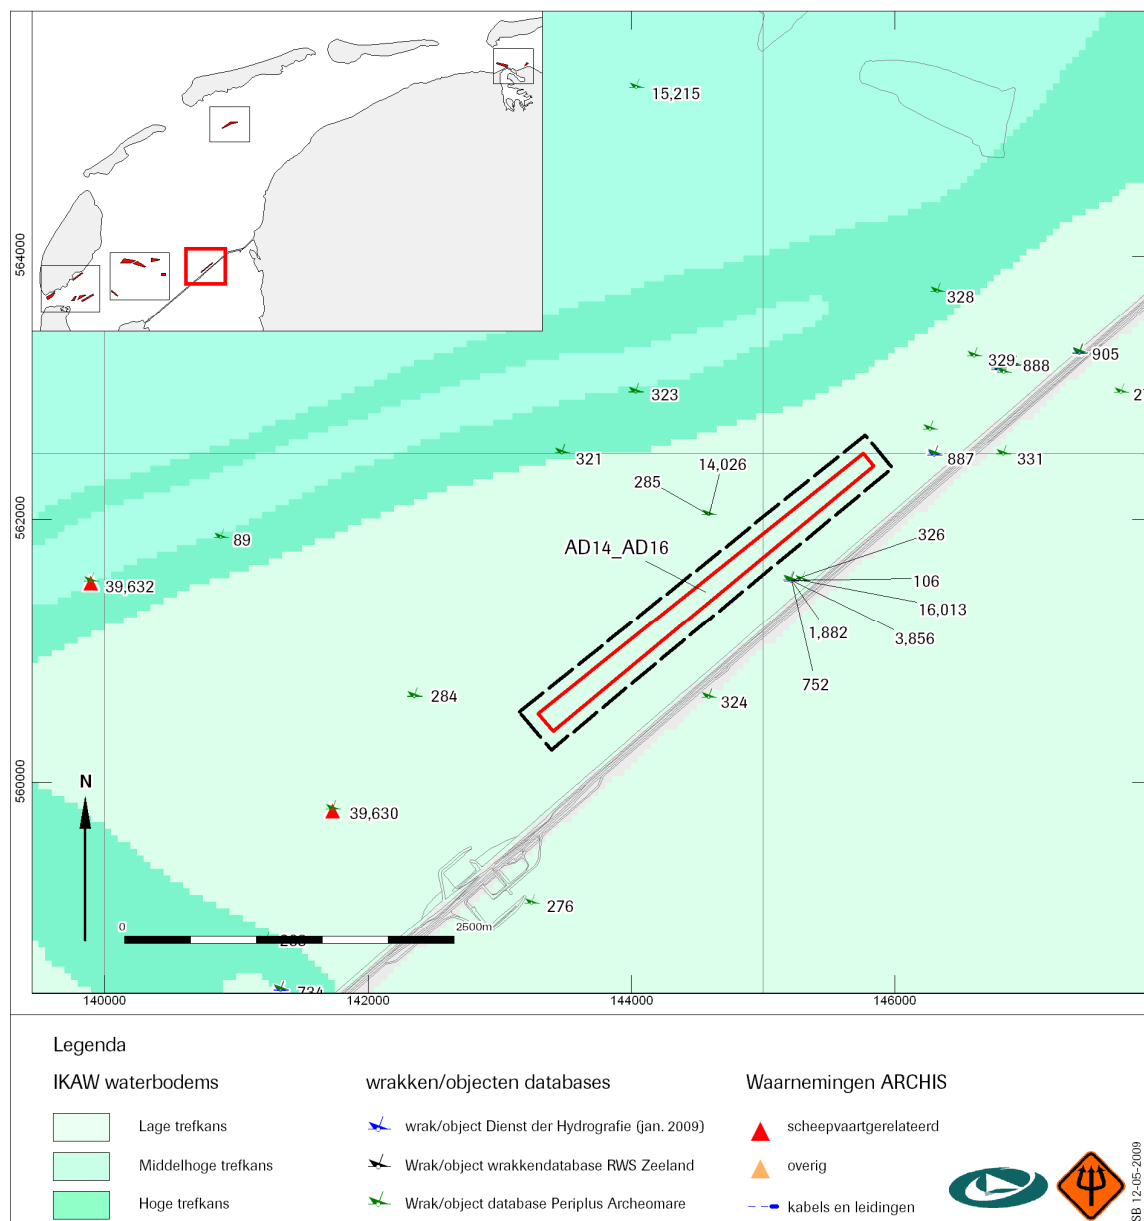 15,215
564000
328
329
888
905
323
321
14,026
285
887
331
562000
89
AD14_AD16
326
39,632
106
16,013
1,882
3,856
752
284
324
560000
N
39,630
276
0
2500m
734
140000
142000
144000
146000
Legenda
IKAW waterbodems
wrakken/objecten databases
Waarnemingen ARCHIS
Lage trefkans
wrak/object Dienst der Hydrografie (jan. 2009)
scheepvaartgerelateerd
Middelhoge trefkans
Wrak/object wrakkendatabase RWS Zeeland
overig
Hoge trefkans
Wrak/object database Periplus Archeomare
kabels en leidingen
SB 12-05-2009